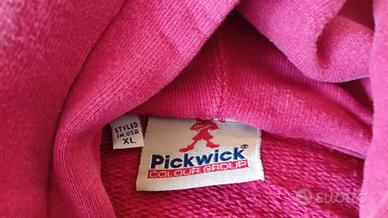 STYLED
IN USA
XL
Pickwick®
COLOUR GROUP
subito